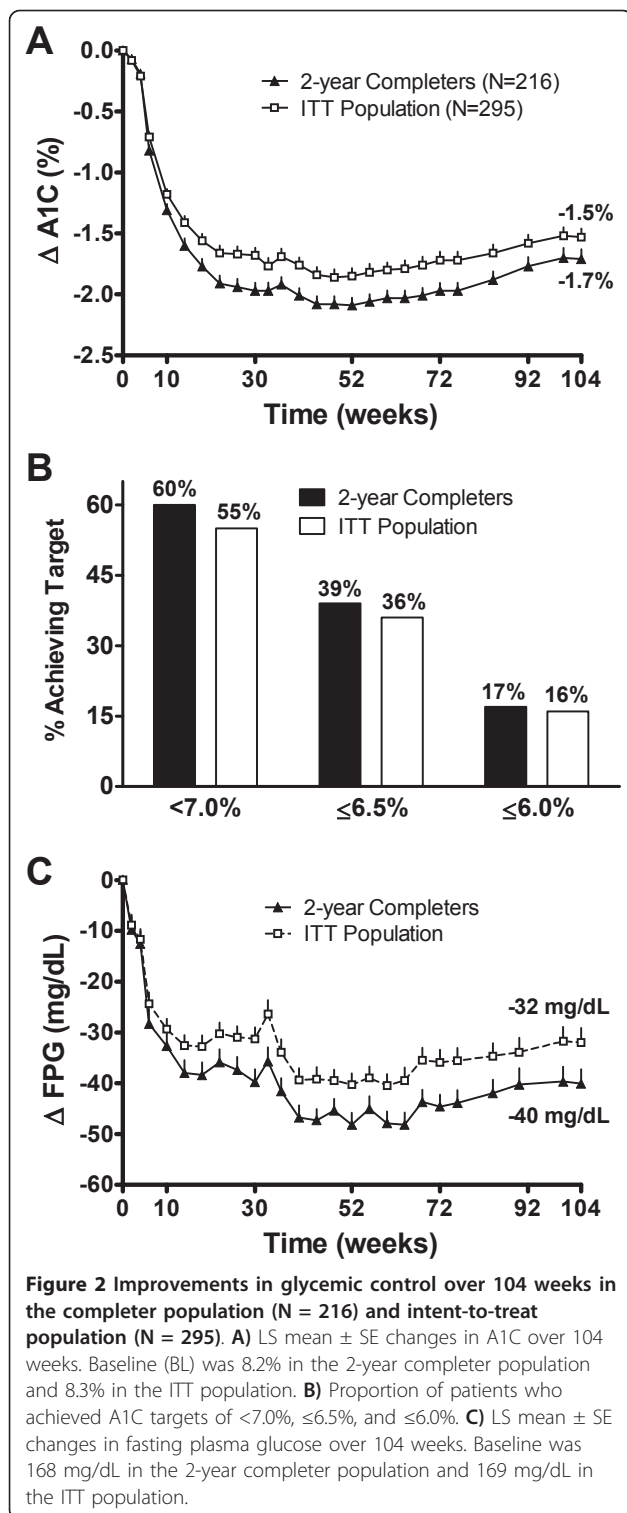 A
2-year Completers (N=216)
ITT Population (N=295)
Δ A1C (%)
0.0
-0.5
-1.0
-1.5
-2.0
-2.5
-1.5%
-1.7%
0 10 30 52 72 92 104
Time (weeks)
B
2-year Completers
ITT Population
% Achieving Target
60
45
30
15
0
60% 55% 39% 36% 17% 16%
<7.0% ≤6.5% ≤6.0%
C
2-year Completers
ITT Population
Δ FPG (mg/dL)
0
-10
-20
-30
-40
-50
-60
-32 mg/dL
-40 mg/dL
0 10 30 52 72 92 104
Time (weeks)
Figure 2 Improvements in glycemic control over 104 weeks in
the completer population (N = 216) and intent-to-treat
population (N = 295). A) LS mean ± SE changes in A1C over 104
weeks. Baseline (BL) was 8.2% in the 2-year completer population
and 8.3% in the ITT population. B) Proportion of patients who
achieved A1C targets of <7.0%, ≤6.5%, and ≤6.0%. C) LS mean ± SE
changes in fasting plasma glucose over 104 weeks. Baseline was
168 mg/dL in the 2-year completer population and 169 mg/dL in
the ITT population.